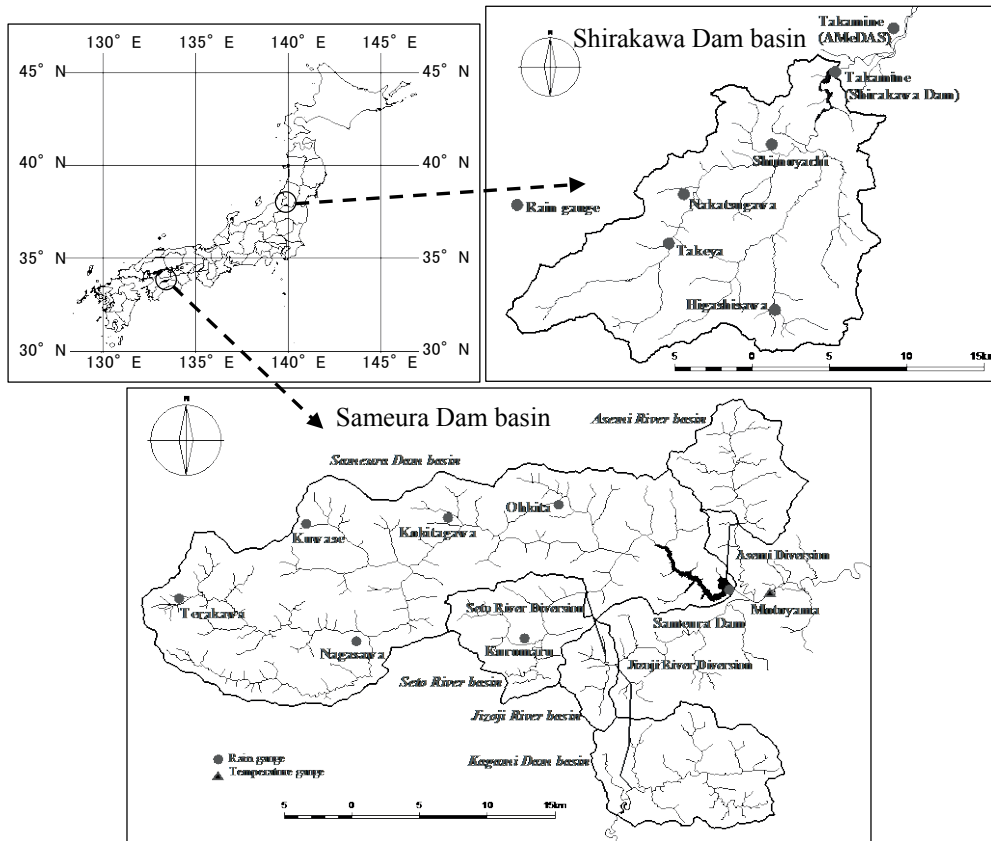 130° E 135° E 140° E 145° E
45° N 45° N
40° N 40° N
35° N 35° N
30° N 30° N
130° E 135° E 140° E 145° E
Shirakawa Dam basin
N
Takamine
(AMeDAS)
Takamine
(Shirakawa Dam)
Shimoyachi
Rain gauge
Nakatsugawa
Takeya
Higashisawa
5 0 5 10 15km
Sameura Dam basin
N
Asemi River basin
Sameura Dam basin
Ohkita
Kokitagawa
Kuwase
Asemi Diversion
Terakawa
Seto River Diversion
Motoyama
Sameura Dam
Nagasawa
Kuromaru
Jizoji River Diversion
Seto River basin
Jizoji River basin
Kagami Dam basin
Rain gauge
Temperature gauge
5 0 5 10 15km